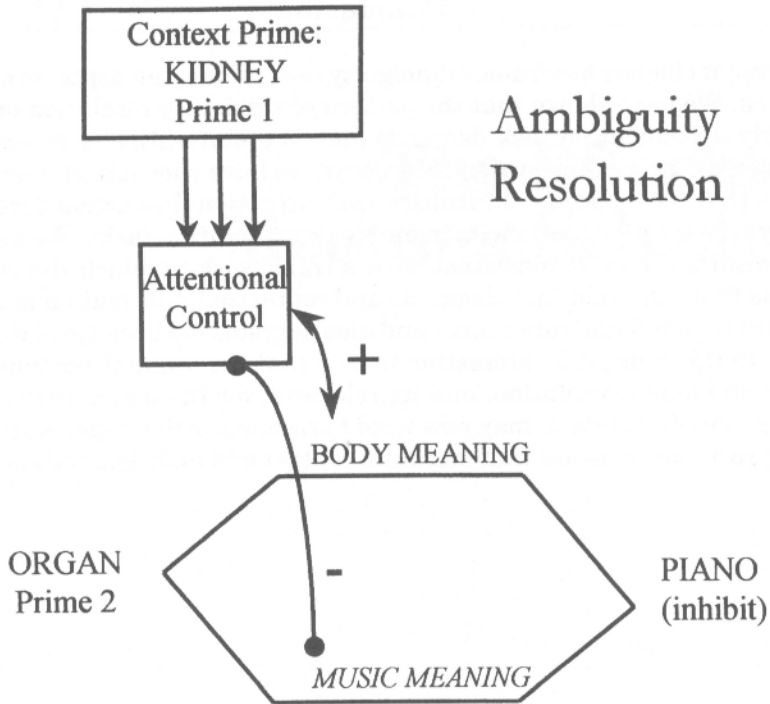 Context Prime:
KIDNEY
Prime 1
Ambiguity
Resolution
Attentional
Control
+
BODY MEANING
ORGAN
Prime 2
-
PIANO
(inhibit)
MUSIC MEANING